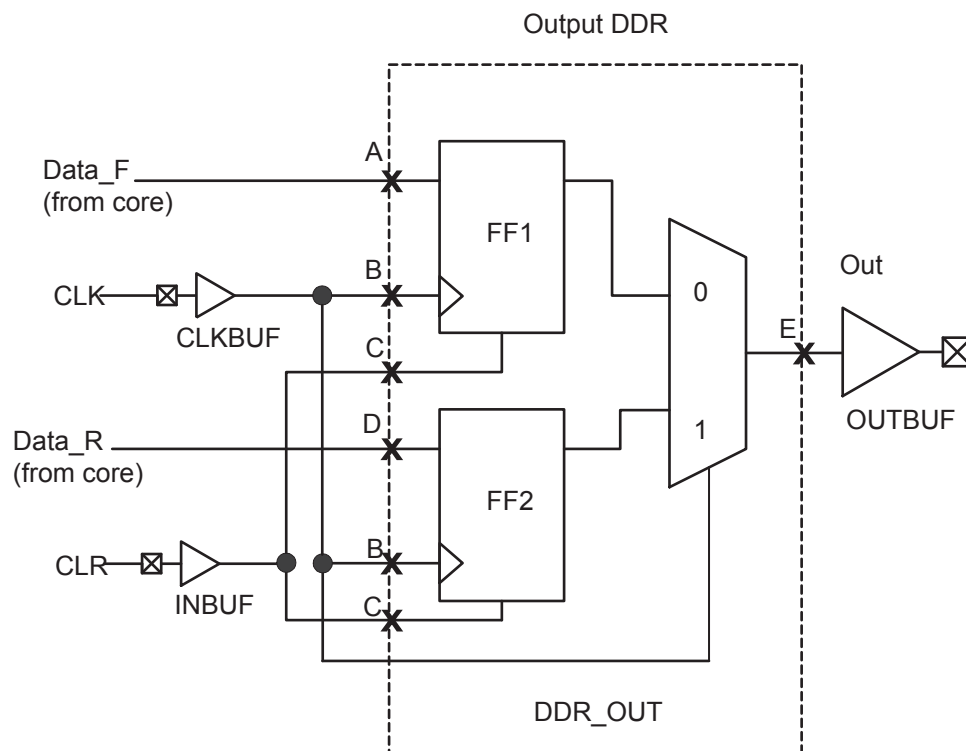 Output DDR
A
Data_F
(from core)
FF1
B
CLK
CLKBUF
C
0
Out
E
OUTBUF
D
Data_R
(from core)
1
FF2
B
CLR
INBUF
C
DDR_OUT